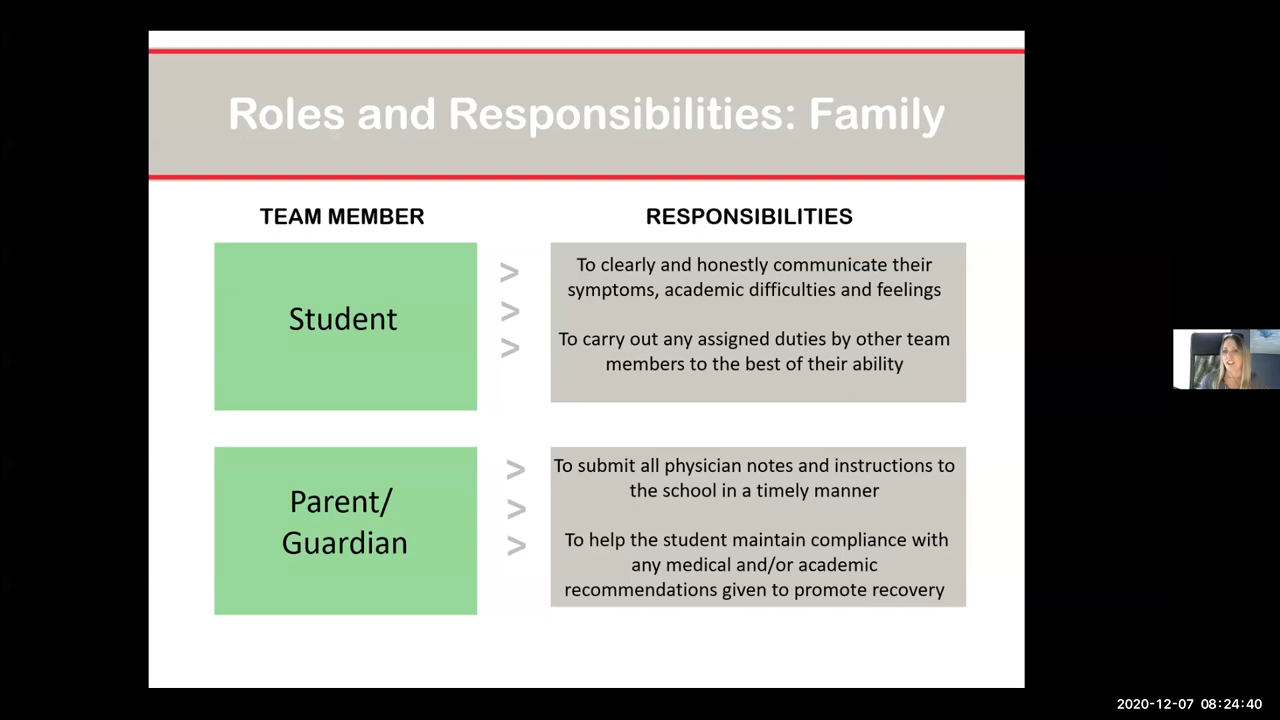 Roles and Responsibilities: Family
TEAM MEMBER
RESPONSIBILITIES
Student
>
>
>
To clearly and honestly communicate their
symptoms, academic difficulties and feelings
To carry out any assigned duties by other team
members to the best of their ability
Parent/
Guardian
>
>
>
To submit all physician notes and instructions to
the school in a timely manner
To help the student maintain compliance with
any medical and/or academic
recommendations given to promote recovery
2020-12-07 08:24:40